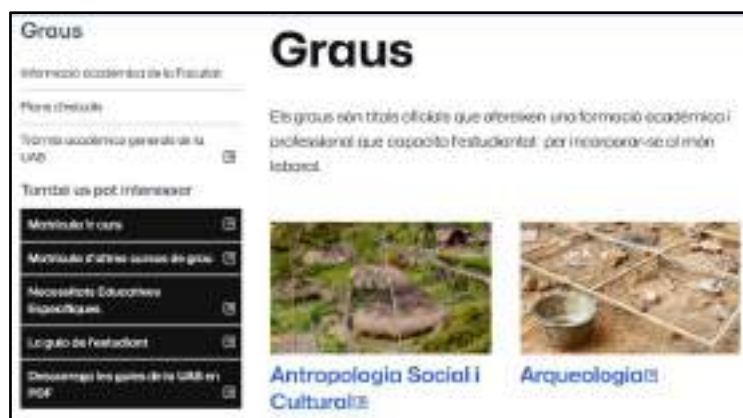 Graus
Informació acadèmica de la Facultat
Plans d'estudis
Tràmits acadèmics generals de la
UAB
També us pot interessar
Matrícula 1r curs
Matrícula d'altres cursos de grau
Necessitats Educatives
Específiques
La guia de l'estudiant
Descarrega les guies de la UAB en
PDF
Graus
Els graus són títols oficials que ofereixen una formació acadèmica i
professional que capacita l'estudiantat per incorporar-se al món
laboral.
Antropologia Social i
Cultural
Arqueologia